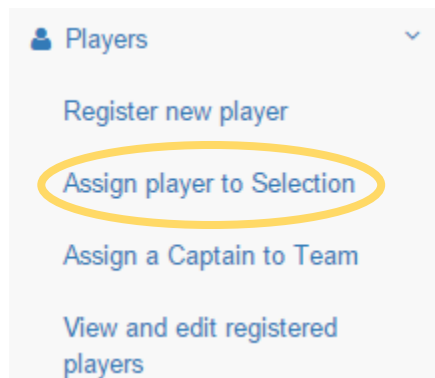 Players
Register new player
Assign player to Selection
Assign a Captain to Team
View and edit registered
players